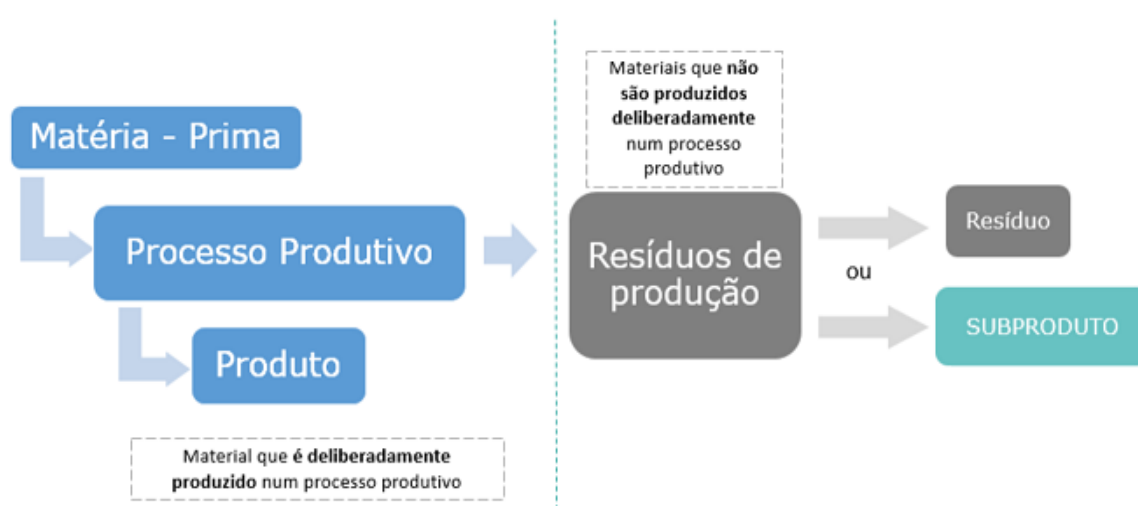 Matéria - Prima
Processo Produtivo
Produto
Material que é deliberadamente
produzido num processo produtivo
Materiais que não
são produzidos
deliberadamente
num processo
produtivo
Resíduos de
produção
Resíduo
ou
SUBPRODUTO